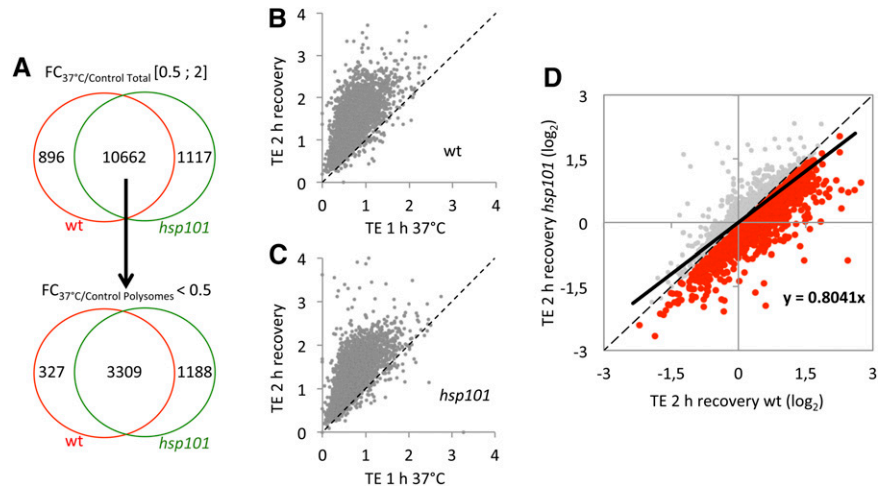 A
FC37°C/Control Total [0.5 ; 2]
896
10662
1117
wt
hsp101
FC37°C/Control Polysomes < 0.5
327
3309
1188
wt
hsp101
B
TE 2 h recovery
4
3
2
1
0
0 1 2 3 4
wt
TE 1 h 37°C
C
TE 2 h recovery
4
3
2
1
0
0 1 2 3 4
hsp101
TE 1 h 37°C
D
TE 2 h recovery hsp101 (log2)
3
1,5
0
-1,5
-3
-3 -1,5 0 1,5 3
y = 0.8041x
TE 2 h recovery wt (log2)